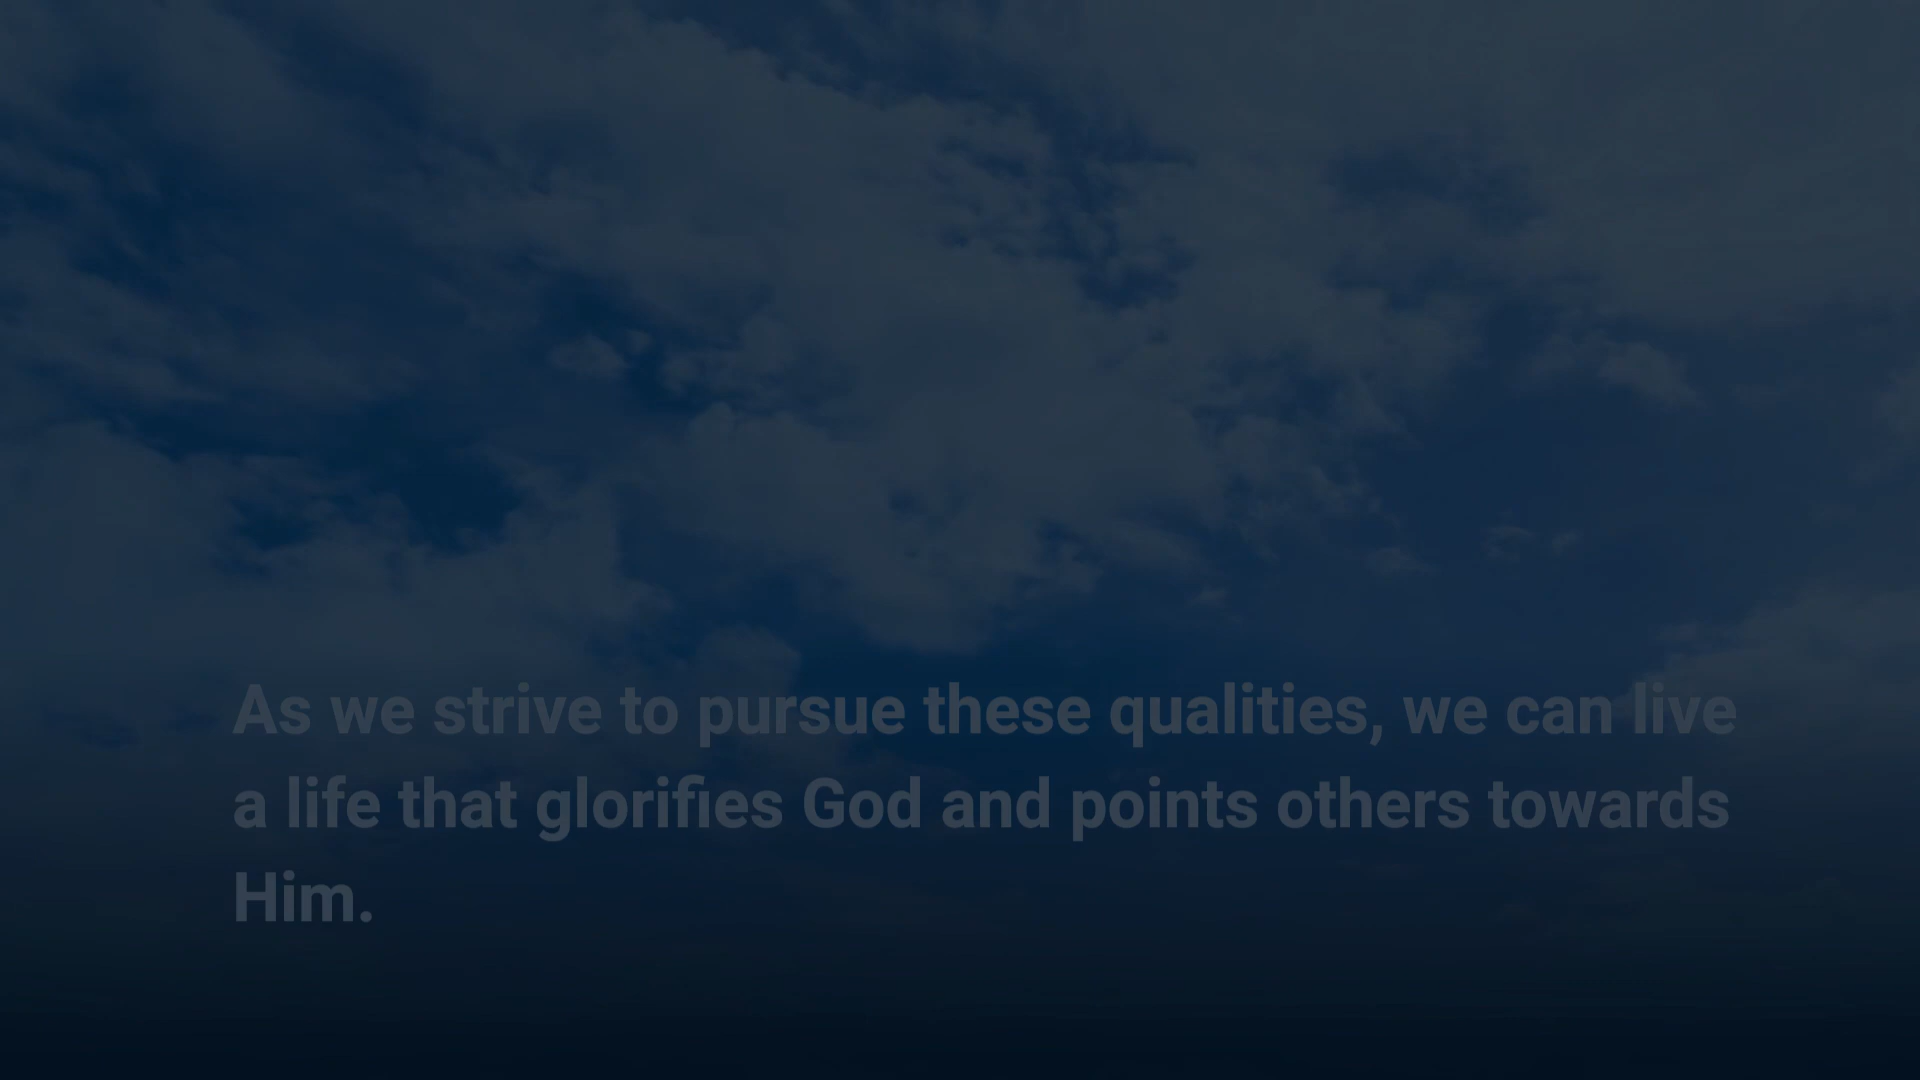 As we strive to pursue these qualities, we can live
a life that glorifies God and points others towards
Him.